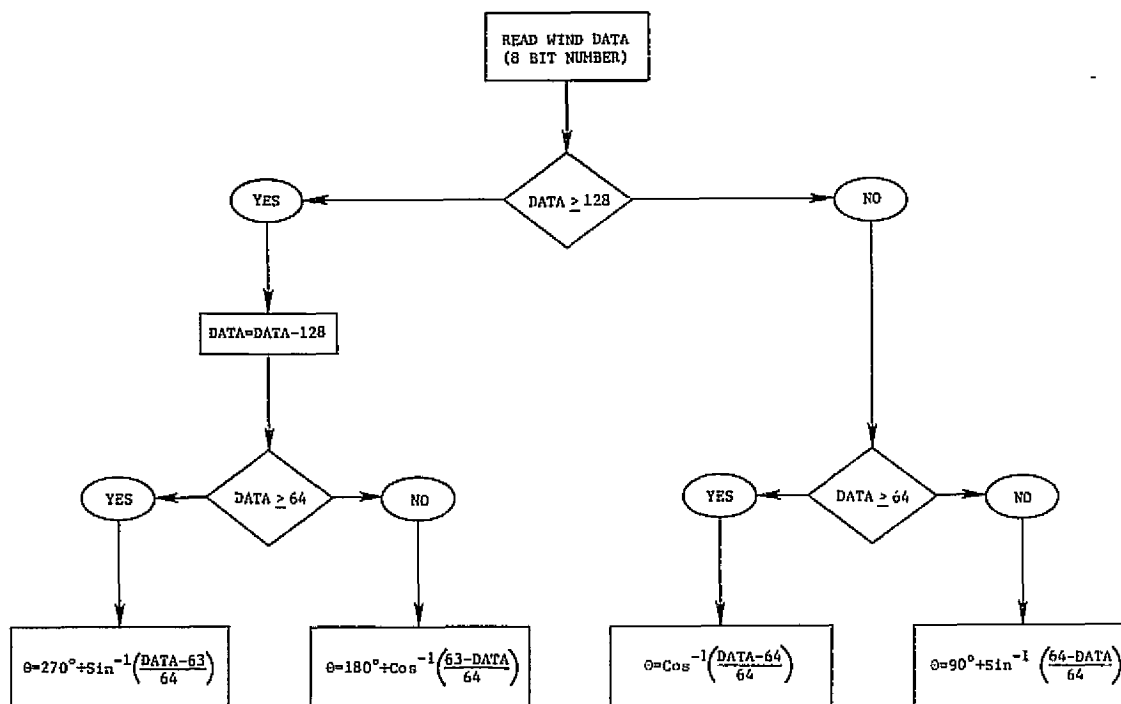 READ WIND DATA
(8 BIT NUMBER)
YES
DATA ≥ 128
NO
DATA=DATA-128
YES
DATA ≥ 64
NO
YES
DATA ≥ 64
NO
θ=270°+Sin⁻¹(DATA-63/64)
θ=180°+Cos⁻¹(63-DATA/64)
θ=Cos⁻¹(DATA-64/64)
θ=90°+Sin⁻¹(64-DATA/64)